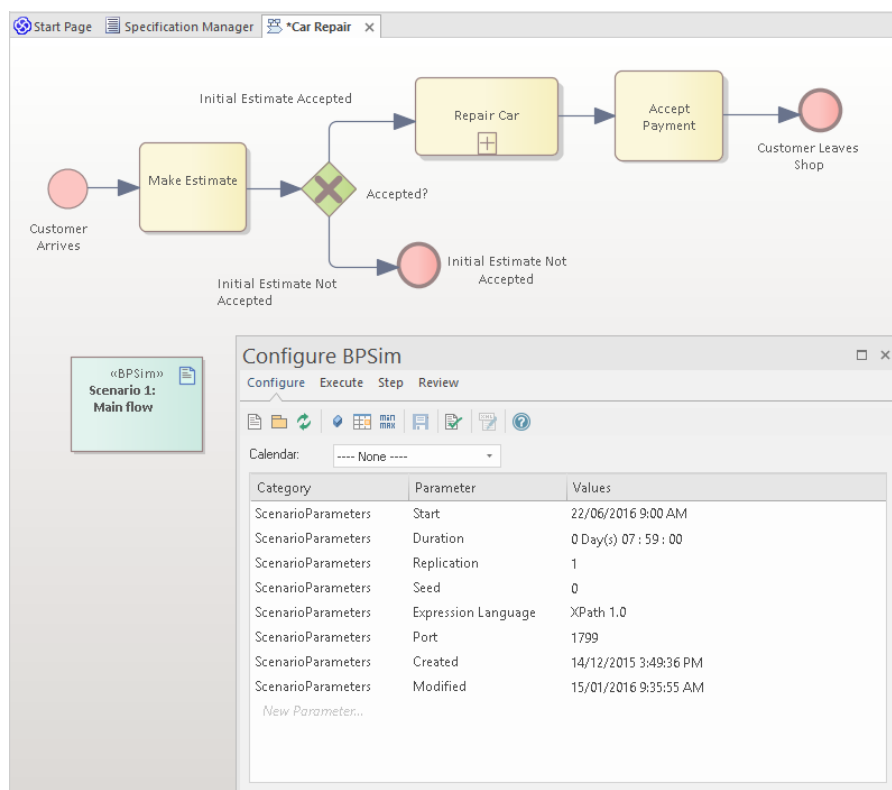 Start Page
Specification Manager
*Car Repair
Initial Estimate Accepted
Repair Car
Accept
Payment
Customer Leaves
Shop
Make Estimate
Accepted?
Customer
Arrives
Initial Estimate Not
Accepted
Initial Estimate Not
Accepted
«BPSim»
Scenario 1:
Main flow
Configure BPSim
Configure Execute Step Review
min
max
Calendar: ---- None ----
Category Parameter Values
ScenarioParameters Start 22/06/2016 9:00 AM
ScenarioParameters Duration 0 Day(s) 07 : 59 : 00
ScenarioParameters Replication 1
ScenarioParameters Seed 0
ScenarioParameters Expression Language XPath 1.0
ScenarioParameters Port 1799
ScenarioParameters Created 14/12/2015 3:49:36 PM
ScenarioParameters Modified 15/01/2016 9:35:55 AM
New Parameter...